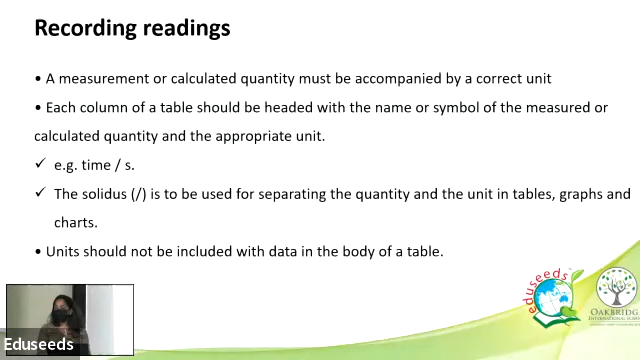 Recording readings
• A measurement or calculated quantity must be accompanied by a correct unit
• Each column of a table should be headed with the name or symbol of the measured or
calculated quantity and the appropriate unit.
✓ e.g. time / s.
✓ The solidus (/) is to be used for separating the quantity and the unit in tables, graphs and
charts.
• Units should not be included with data in the body of a table.
eduseeds
OAKBRIDG
Eduseeds